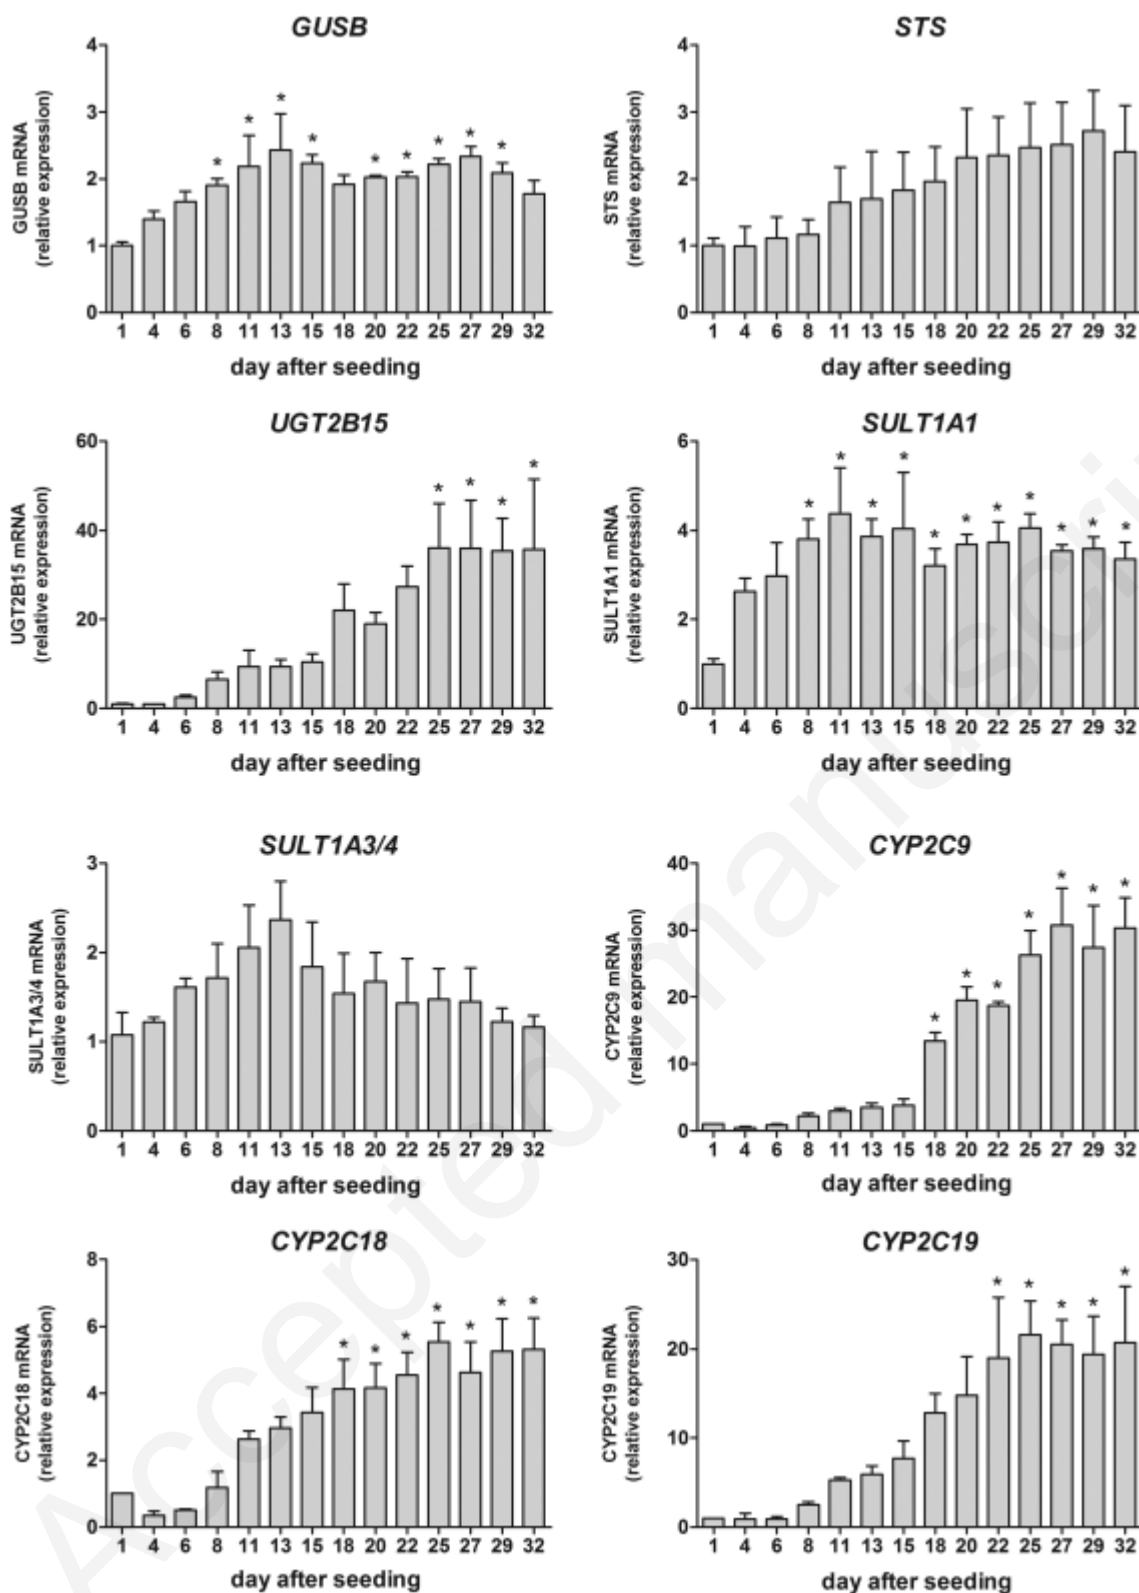 GUSB
GUSB mRNA
(relative expression)
4
3
2
1
0
* * * * * * * * *
1 4 6 8 11 13 15 18 20 22 25 27 29 32
day after seeding
STS
STS mRNA
(relative expression)
4
3
2
1
0
1 4 6 8 11 13 15 18 20 22 25 27 29 32
day after seeding
UGT2B15
UGT2B15 mRNA
(relative expression)
60
40
20
0
* * * *
1 4 6 8 11 13 15 18 20 22 25 27 29 32
day after seeding
SULT1A1
SULT1A1 mRNA
(relative expression)
6
4
2
0
* * * * * * * * * * *
1 4 6 8 11 13 15 18 20 22 25 27 29 32
day after seeding
SULT1A3/4
SULT1A3/4 mRNA
(relative expression)
3
2
1
0
1 4 6 8 11 13 15 18 20 22 25 27 29 32
day after seeding
CYP2C9
CYP2C9 mRNA
(relative expression)
40
30
20
10
0
* * * * * * *
1 4 6 8 11 13 15 18 20 22 25 27 29 32
day after seeding
CYP2C18
CYP2C18 mRNA
(relative expression)
8
6
4
2
0
* * * * * * *
1 4 6 8 11 13 15 18 20 22 25 27 29 32
day after seeding
CYP2C19
CYP2C19 mRNA
(relative expression)
30
20
10
0
* * * * *
1 4 6 8 11 13 15 18 20 22 25 27 29 32
day after seeding
Accepted manuscri